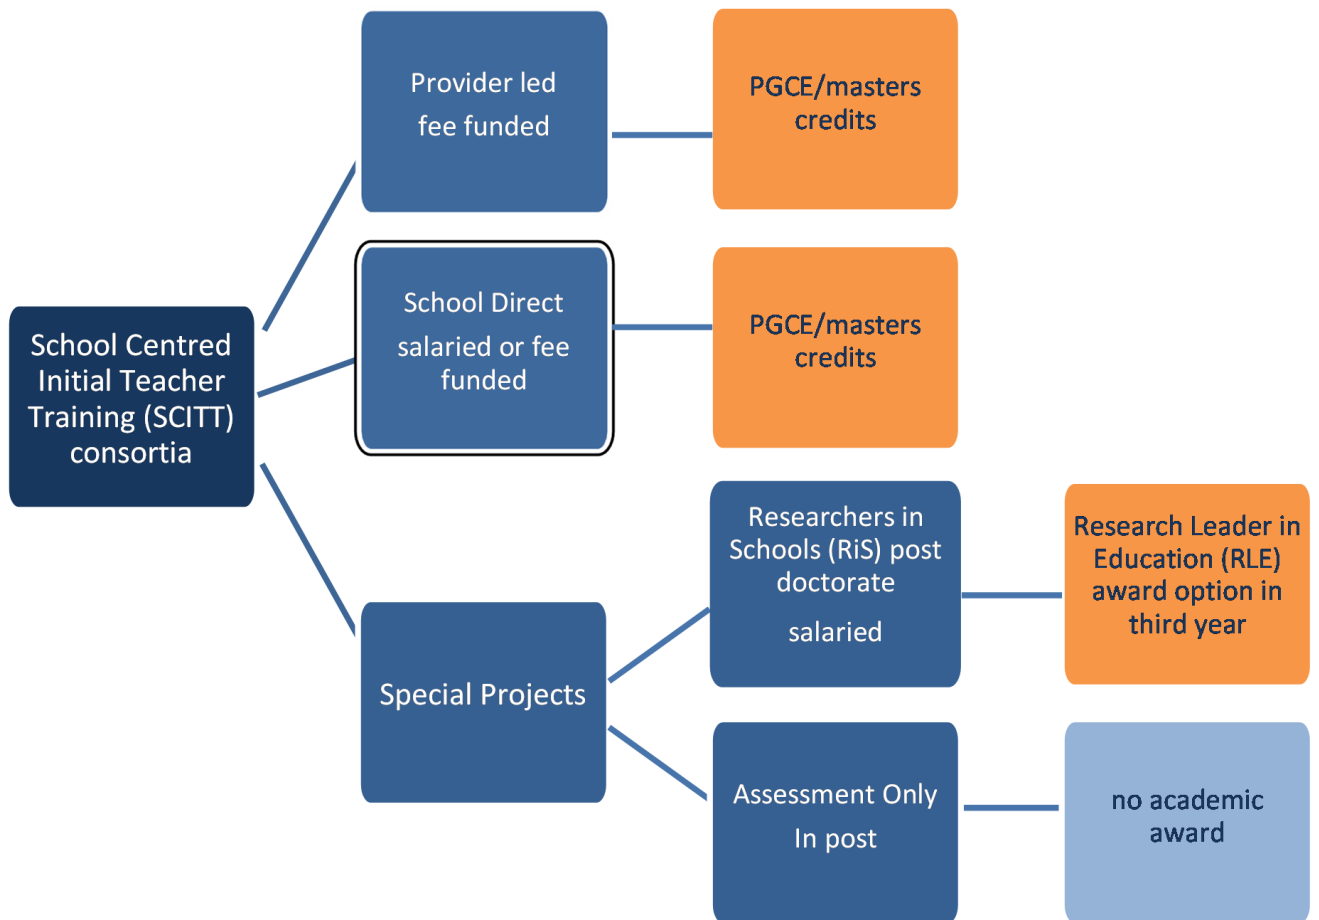 Provider led
fee funded
PGCE/masters
credits
School Direct
salaried or fee
funded
PGCE/masters
credits
School Centred
Initial Teacher
Training (SCITT)
consortia
Special Projects
Researchers in
Schools (RiS) post
doctorate
salaried
Research Leader in
Education (RLE)
award option in
third year
Assessment Only
In post
no academic
award